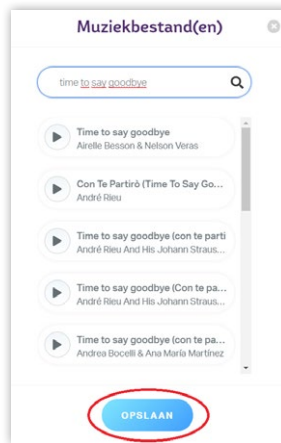 Muziekbestand(en)
time to say goodbye
Time to say goodbye
Airelle Besson & Nelson Veras
Con Te Partirò (Time To Say Go...
André Rieu
Time to say goodbye (con te parti
André Rieu And His Johann Straus...
Time to say goodbye (Con te pa...
André Rieu And His Johann Straus...
Time to say goodbye (con te pa...
Andrea Bocelli & Ana María Martínez
OPSLAAN